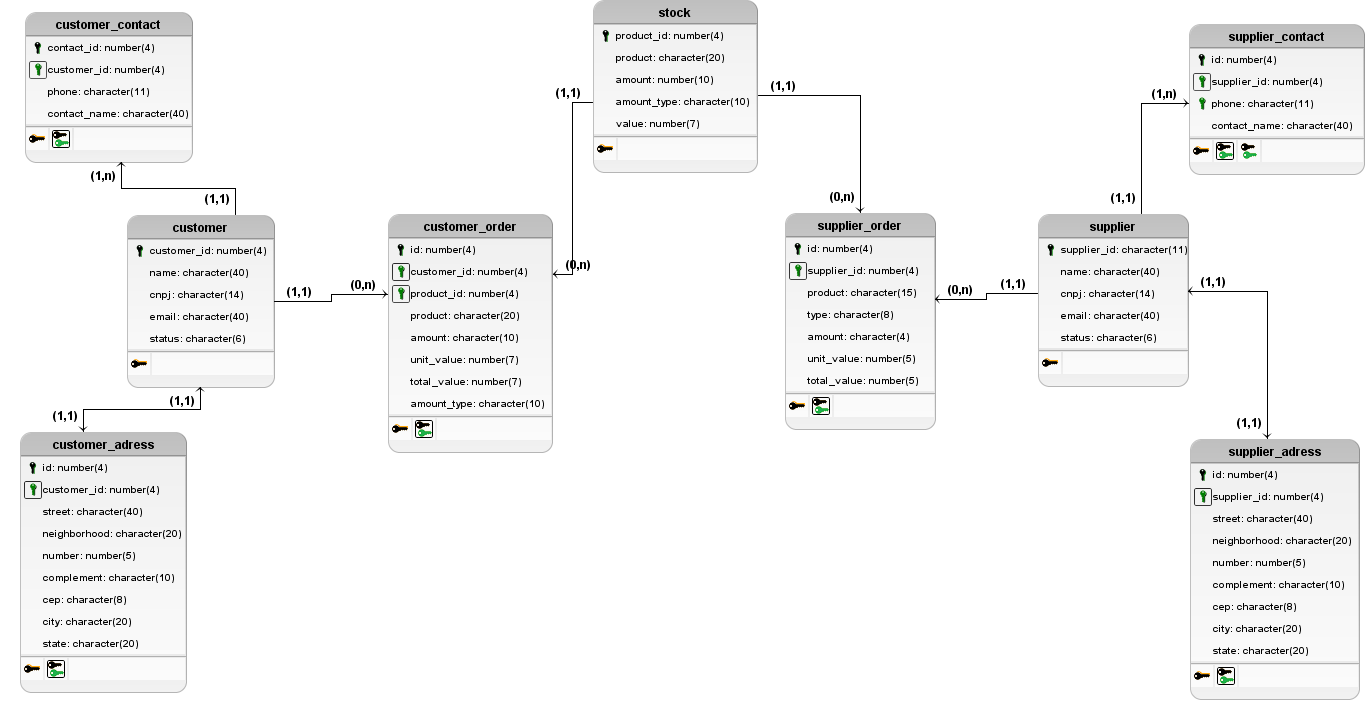 customer_contact
contact_id: number(4)
customer_id: number(4)
phone: character(11)
contact_name: character(40)
(1,n)
(1,1)
customer
customer_id: number(4)
name: character(40)
cnpj: character(14)
email: character(40)
status: character(6)
(1,1)
(0,n)
(1,1)
(1,1)
customer_adress
id: number(4)
customer_id: number(4)
street: character(40)
neighborhood: character(20)
number: number(5)
complement: character(10)
cep: character(8)
city: character(20)
state: character(20)
customer_order
id: number(4)
customer_id: number(4)
product_id: number(4)
product: character(20)
amount: character(10)
unit_value: number(7)
total_value: number(7)
amount_type: character(10)
stock
product_id: number(4)
product: character(20)
amount: number(10)
amount_type: character(10)
value: number(7)
(1,1)
(0,n)
(1,1)
(0,n)
supplier_order
id: number(4)
supplier_id: number(4)
product: character(15)
type: character(8)
amount: character(4)
unit_value: number(5)
total_value: number(5)
(0,n)
(1,1)
supplier
supplier_id: character(11)
name: character(40)
cnpj: character(14)
email: character(40)
status: character(6)
(1,1)
(1,n)
supplier_contact
id: number(4)
supplier_id: number(4)
phone: character(11)
contact_name: character(40)
(1,1)
(1,1)
supplier_adress
id: number(4)
supplier_id: number(4)
street: character(40)
neighborhood: character(20)
number: number(5)
complement: character(10)
cep: character(8)
city: character(20)
state: character(20)